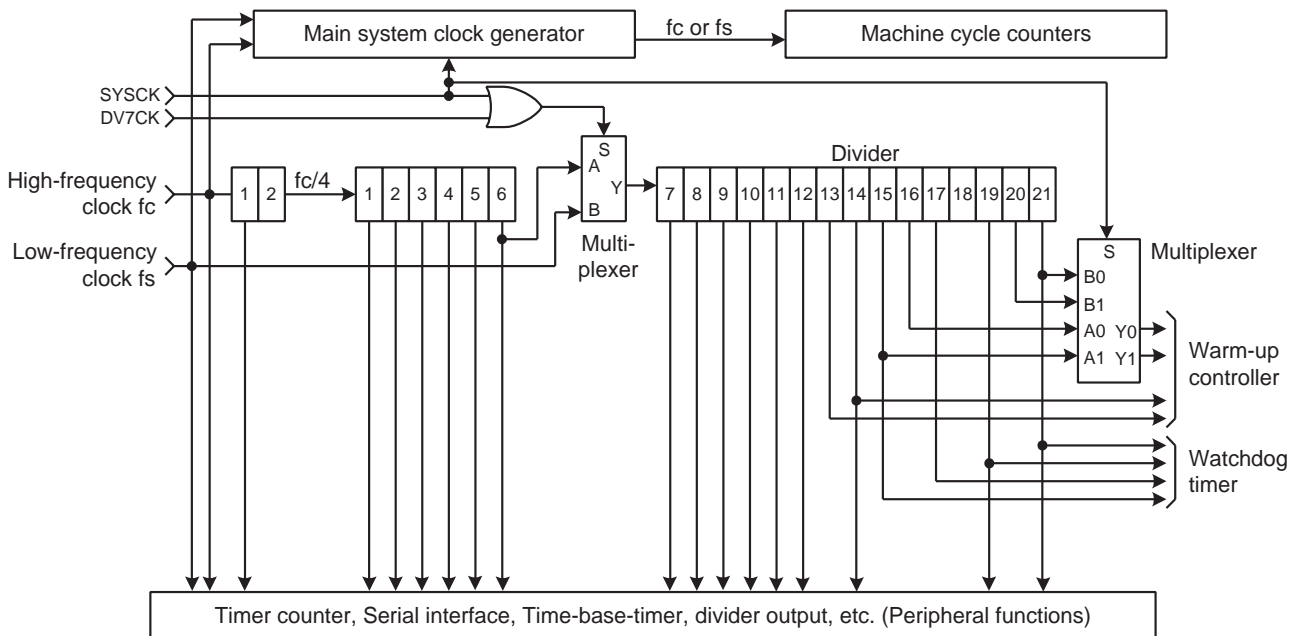 Main system clock generator
fc or fs
Machine cycle counters
SYSCK
DV7CK
High-frequency
clock fc
1 2
fc/4
1 2 3 4 5 6
S
A
Y
B
Multi-
plexer
Divider
7 8 9 10 11 12 13 14 15 16 17 18 19 20 21
Low-frequency
clock fs
S
B0
B1
A0 Y0
A1 Y1
Multiplexer
Warm-up
controller
Watchdog
timer
Timer counter, Serial interface, Time-base-timer, divider output, etc. (Peripheral functions)